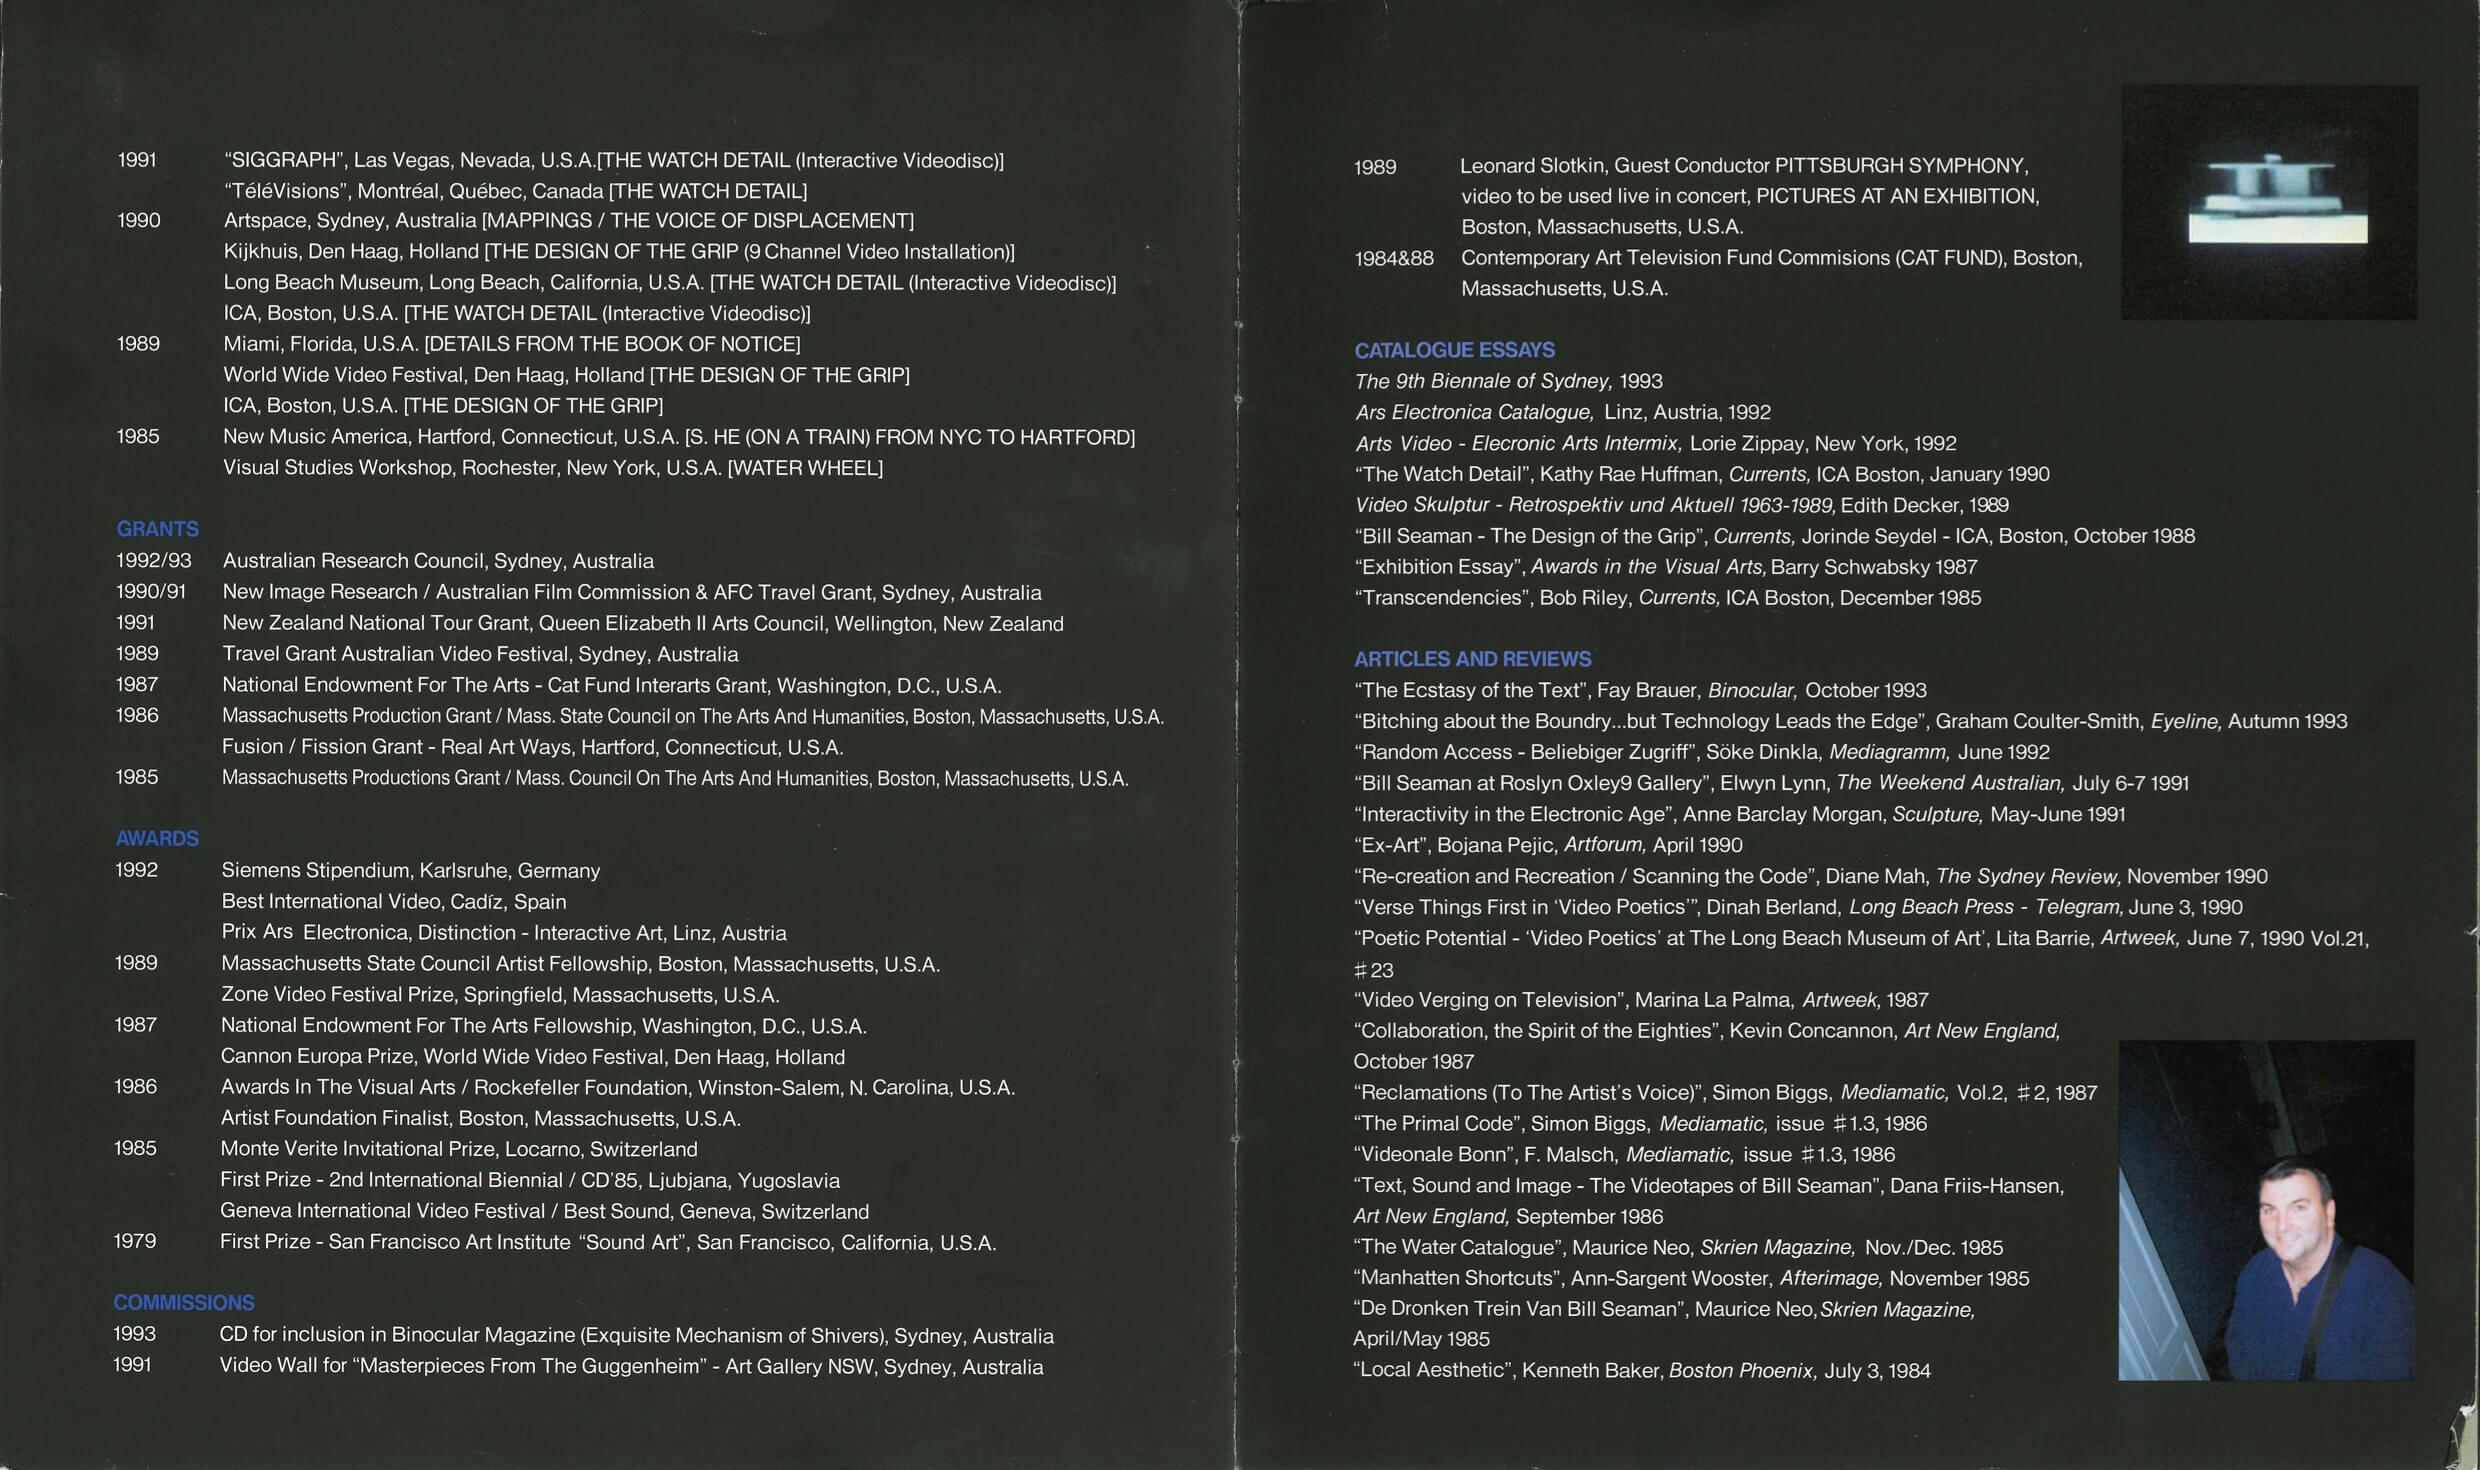 1991 “SIGGRAPH”, Las Vegas, Nevada, U.S.A.[THE WATCH DETAIL (Interactive Videodisc)]
“TéléVisions”, Montréal, Québec, Canada [THE WATCH DETAIL]
1990 Artspace, Sydney, Australia [MAPPINGS / THE VOICE OF DISPLACEMENT]
Kijkhuis, Den Haag, Holland [THE DESIGN OF THE GRIP (9 Channel Video Installation)]
Long Beach Museum, Long Beach, California, U.S.A. [THE WATCH DETAIL (Interactive Videodisc)]
ICA, Boston, U.S.A. [THE WATCH DETAIL (Interactive Videodisc)]
1989 Miami, Florida, U.S.A. [DETAILS FROM THE BOOK OF NOTICE]
World Wide Video Festival, Den Haag, Holland [THE DESIGN OF THE GRIP]
ICA, Boston, U.S.A. [THE DESIGN OF THE GRIP]
1985 New Music America, Hartford, Connecticut, U.S.A. [S. HE (ON A TRAIN) FROM NYC TO HARTFORD]
Visual Studies Workshop, Rochester, New York, U.S.A. [WATER WHEEL]
GRANTS
1992/93 Australian Research Council, Sydney, Australia
1990/91 New Image Research / Australian Film Commission & AFC Travel Grant, Sydney, Australia
1991 New Zealand National Tour Grant, Queen Elizabeth II Arts Council, Wellington, New Zealand
1989 Travel Grant Australian Video Festival, Sydney, Australia
1987 National Endowment For The Arts - Cat Fund Interarts Grant, Washington, D.C., U.S.A.
1986 Massachusetts Production Grant / Mass. State Council on The Arts And Humanities, Boston, Massachusetts, U.S.A.
Fusion / Fission Grant - Real Art Ways, Hartford, Connecticut, U.S.A.
1985 Massachusetts Productions Grant / Mass. Council On The Arts And Humanities, Boston, Massachusetts, U.S.A.
AWARDS
1992 Siemens Stipendium, Karlsruhe, Germany
Best International Video, Cadíz, Spain
Prix Ars Electronica, Distinction - Interactive Art, Linz, Austria
1989 Massachusetts State Council Artist Fellowship, Boston, Massachusetts, U.S.A.
Zone Video Festival Prize, Springfield, Massachusetts, U.S.A.
1987 National Endowment For The Arts Fellowship, Washington, D.C., U.S.A.
Cannon Europa Prize, World Wide Video Festival, Den Haag, Holland
1986 Awards In The Visual Arts / Rockefeller Foundation, Winston-Salem, N. Carolina, U.S.A.
Artist Foundation Finalist, Boston, Massachusetts, U.S.A.
1985 Monte Verite Invitational Prize, Locarno, Switzerland
First Prize - 2nd International Biennial / CD’85, Ljubjana, Yugoslavia
Geneva International Video Festival / Best Sound, Geneva, Switzerland
1979 First Prize - San Francisco Art Institute “Sound Art”, San Francisco, California, U.S.A.
COMMISSIONS
1993 CD for inclusion in Binocular Magazine (Exquisite Mechanism of Shivers), Sydney, Australia
1991 Video Wall for “Masterpieces From The Guggenheim” - Art Gallery NSW, Sydney, Australia
1989 Leonard Slotkin, Guest Conductor PITTSBURGH SYMPHONY,
video to be used live in concert, PICTURES AT AN EXHIBITION,
Boston, Massachusetts, U.S.A.
1984&88 Contemporary Art Television Fund Commisions (CAT FUND), Boston,
Massachusetts, U.S.A.
CATALOGUE ESSAYS
The 9th Biennale of Sydney, 1993
Ars Electronica Catalogue, Linz, Austria, 1992
Arts Video - Elecronic Arts Intermix, Lorie Zippay, New York, 1992
“The Watch Detail”, Kathy Rae Huffman, Currents, ICA Boston, January 1990
Video Skulptur - Retrospektiv und Aktuell 1963-1989, Edith Decker, 1989
“Bill Seaman - The Design of the Grip”, Currents, Jorinde Seydel - ICA, Boston, October 1988
“Exhibition Essay”, Awards in the Visual Arts, Barry Schwabsky 1987
“Transcendencies”, Bob Riley, Currents, ICA Boston, December 1985
ARTICLES AND REVIEWS
“The Ecstasy of the Text”, Fay Brauer, Binocular, October 1993
“Bitching about the Boundry...but Technology Leads the Edge”, Graham Coulter-Smith, Eyeline, Autumn 1993
“Random Access - Beliebiger Zugriff”, Söke Dinkla, Mediagramm, June 1992
“Bill Seaman at Roslyn Oxley9 Gallery”, Elwyn Lynn, The Weekend Australian, July 6-7 1991
“Interactivity in the Electronic Age”, Anne Barclay Morgan, Sculpture, May-June 1991
“Ex-Art”, Bojana Pejic, Artforum, April 1990
“Re-creation and Recreation / Scanning the Code”, Diane Mah, The Sydney Review, November 1990
“Verse Things First in ‘Video Poetics’”, Dinah Berland, Long Beach Press - Telegram, June 3, 1990
“Poetic Potential - ‘Video Poetics’ at The Long Beach Museum of Art’, Lita Barrie, Artweek, June 7, 1990 Vol.21,
#23
“Video Verging on Television”, Marina La Palma, Artweek, 1987
“Collaboration, the Spirit of the Eighties”, Kevin Concannon, Art New England,
October 1987
“Reclamations (To The Artist’s Voice)”, Simon Biggs, Mediamatic, Vol.2, #2, 1987
“The Primal Code”, Simon Biggs, Mediamatic, issue #1.3, 1986
“Videonale Bonn”, F. Malsch, Mediamatic, issue #1.3, 1986
“Text, Sound and Image - The Videotapes of Bill Seaman”, Dana Friis-Hansen,
Art New England, September 1986
“The Water Catalogue”, Maurice Neo, Skrien Magazine, Nov./Dec. 1985
“Manhatten Shortcuts”, Ann-Sargent Wooster, Afterimage, November 1985
“De Dronken Trein Van Bill Seaman”, Maurice Neo, Skrien Magazine,
April/May 1985
“Local Aesthetic”, Kenneth Baker, Boston Phoenix, July 3, 1984